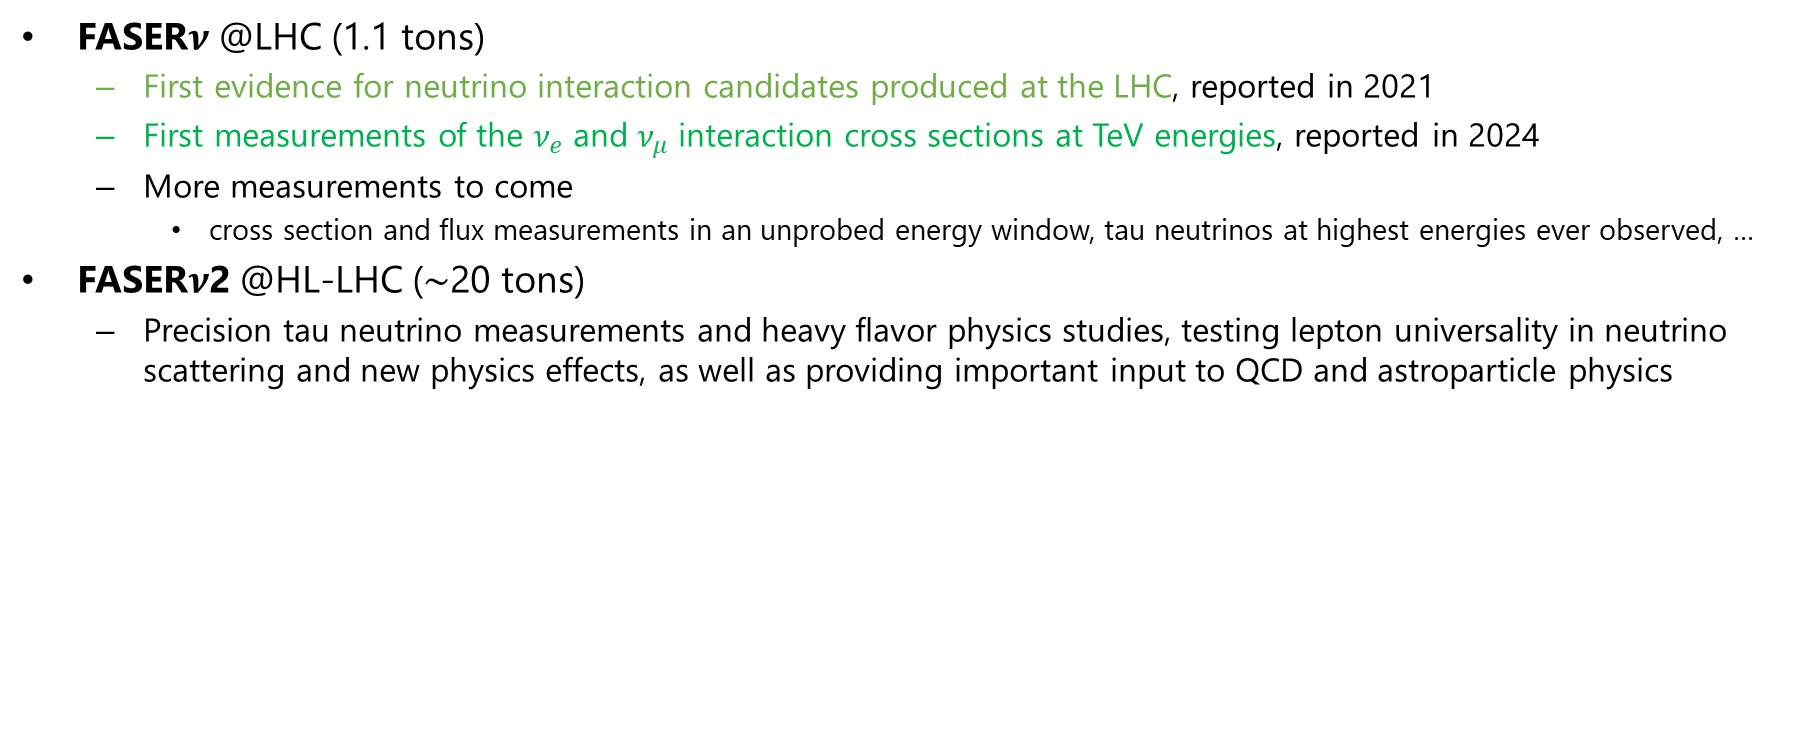 • FASERν @LHC (1.1 tons)
– First evidence for neutrino interaction candidates produced at the LHC, reported in 2021
– First measurements of the νₑ and ν_μ interaction cross sections at TeV energies, reported in 2024
– More measurements to come
• cross section and flux measurements in an unprobed energy window, tau neutrinos at highest energies ever observed, ...
• FASERν2 @HL-LHC (~20 tons)
– Precision tau neutrino measurements and heavy flavor physics studies, testing lepton universality in neutrino
scattering and new physics effects, as well as providing important input to QCD and astroparticle physics